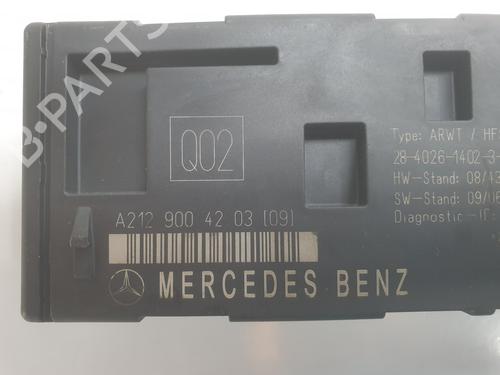 B-PARTS
Q02
Type: ARWT / HF
28-4026-1402-3-
HW-Stand: 08/13
SW-Stand: 09/06
Diagnostic-
A212 900 42 03 (09)
MERCEDES BENZ